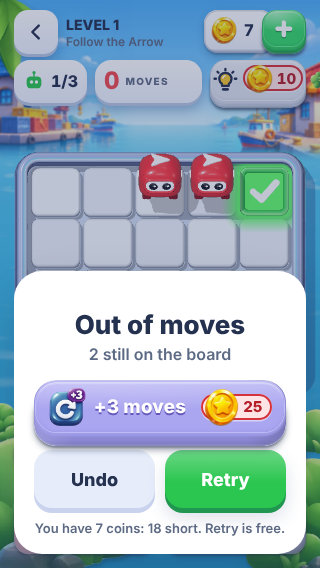 LEVEL 1
Follow the Arrow
7
1/3
0 MOVES
10
Out of moves
2 still on the board
+3
+3 moves
25
Undo
Retry
You have 7 coins: 18 short. Retry is free.